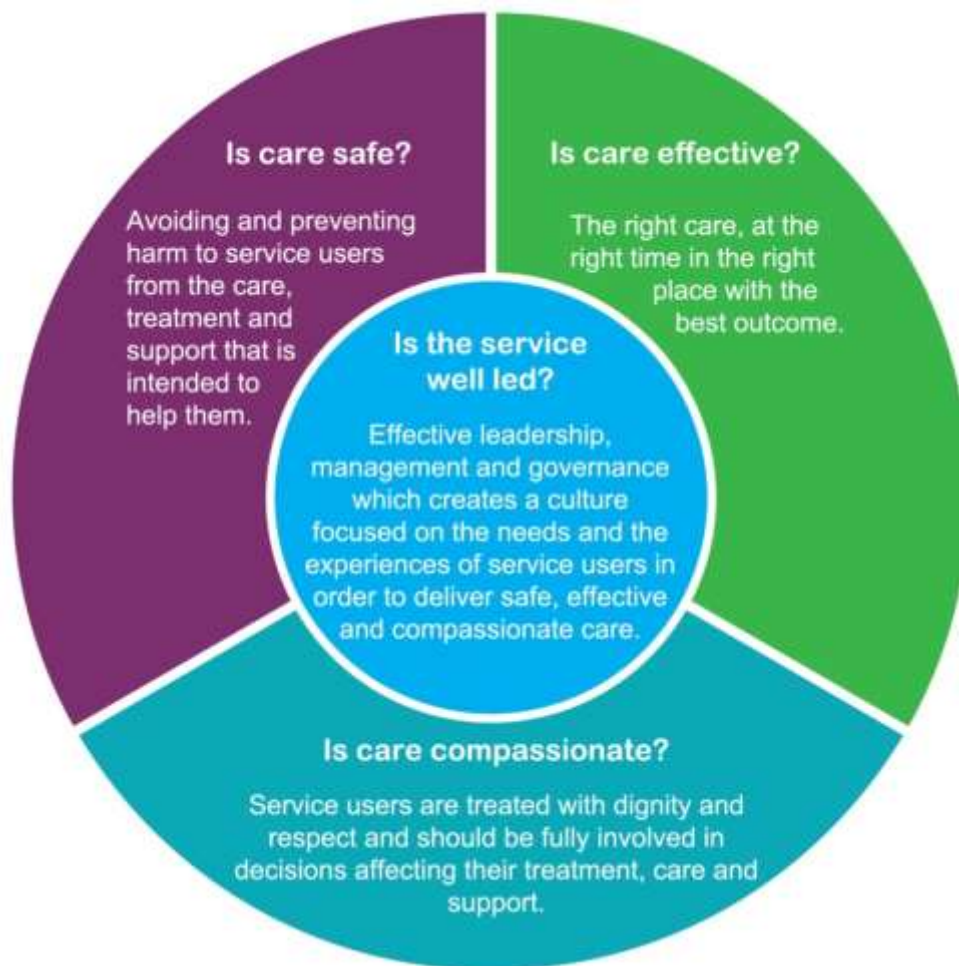 Is care safe?
Avoiding and preventing
harm to service users
from the care,
treatment and
support that is
intended to
help them.
Is care effective?
The right care, at the
right time in the right
place with the
best outcome.
Is the service
well led?
Effective leadership,
management and governance
which creates a culture
focused on the needs and the
experiences of service users in
order to deliver safe, effective
and compassionate care.
Is care compassionate?
Service users are treated with dignity and
respect and should be fully involved in
decisions affecting their treatment, care and
support.